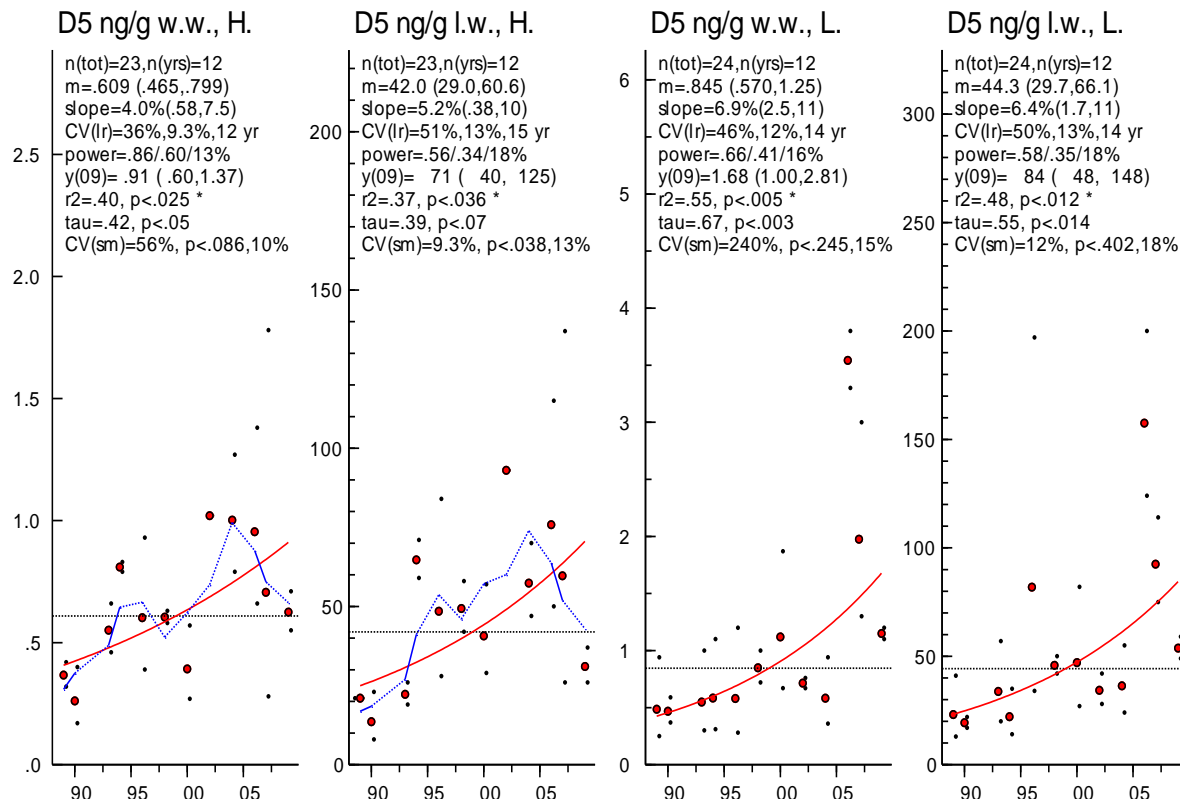 D5 ng/g w.w., H.
n(tot)=23,n(yrs)=12
m=.609 (.465,.799)
slope=4.0%(.58,7.5)
CV(lr)=36%,9.3%,12 yr
power=.86/.60/13%
y(09)= .91 ( .60,1.37)
r2=.40, p<.025 *
tau=.42, p<.05
CV(sm)=56%, p<.086,10%
2.5
2.0
1.5
1.0
.5
.0
90 95 00 05
D5 ng/g l.w., H.
n(tot)=23,n(yrs)=12
m=42.0 (29.0,60.6)
slope=5.2%(.38,10)
CV(lr)=51%,13%,15 yr
power=.56/.34/18%
y(09)= 71 ( 40, 125)
r2=.37, p<.036 *
tau=.39, p<.07
CV(sm)=9.3%, p<.038,13%
200
150
100
50
0
90 95 00 05
D5 ng/g w.w., L.
n(tot)=24,n(yrs)=12
m=.845 (.570,1.25)
slope=6.9%(2.5,11)
CV(lr)=46%,12%,14 yr
power=.66/.41/16%
y(09)=1.68 (1.00,2.81)
r2=.55, p<.005 *
tau=.67, p<.003
CV(sm)=240%, p<.245,15%
6
5
4
3
2
1
0
90 95 00 05
D5 ng/g l.w., L.
n(tot)=24,n(yrs)=12
m=44.3 (29.7,66.1)
slope=6.4%(1.7,11)
CV(lr)=50%,13%,14 yr
power=.58/.35/18%
y(09)= 84 ( 48, 148)
r2=.48, p<.012 *
tau=.55, p<.014
CV(sm)=12%, p<.402,18%
300
250
200
150
100
50
0
90 95 00 05